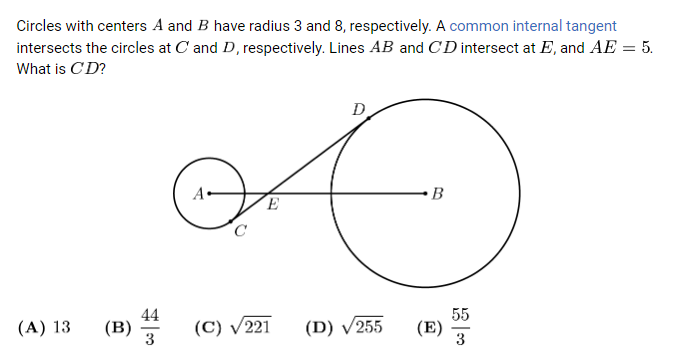 Circles with centers A and B have radius 3 and 8, respectively. A common internal tangent
intersects the circles at C and D, respectively. Lines AB and CD intersect at E, and AE = 5.
What is CD?
D
A
B
E
C
(A) 13 (B) 44/3 (C) √221 (D) √255 (E) 55/3